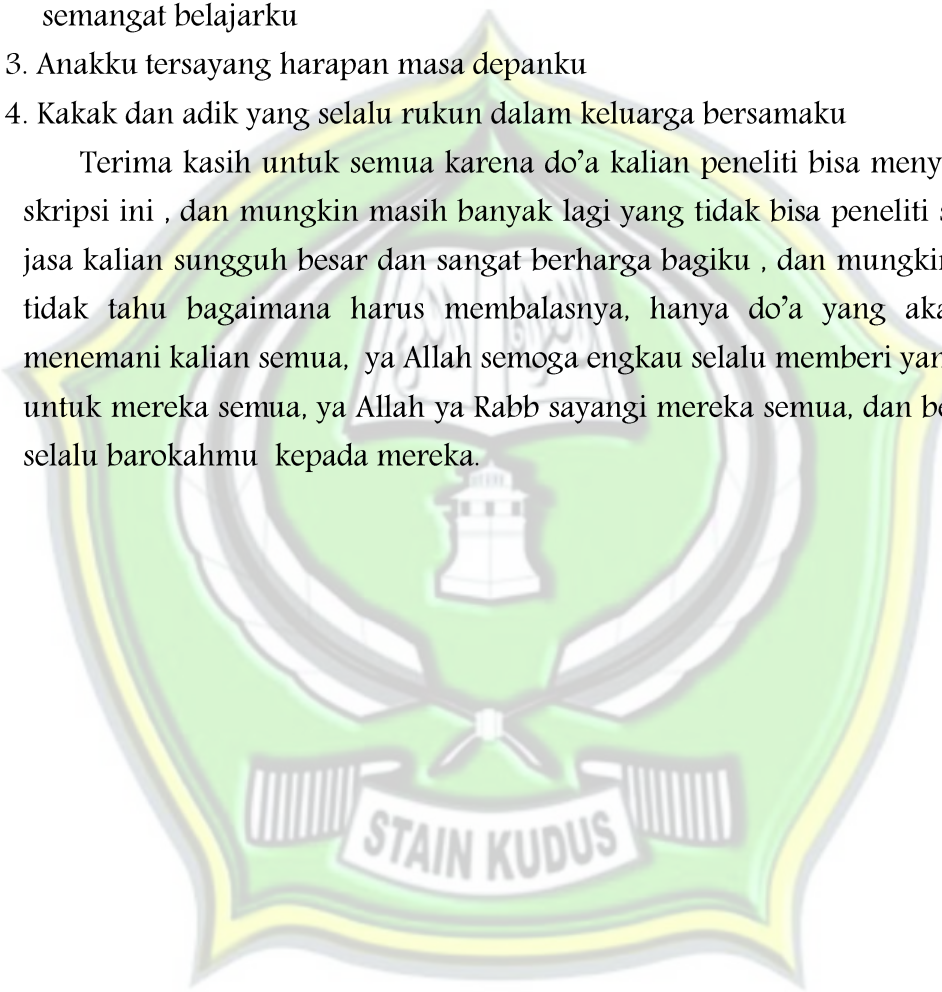 semangat belajarku
3. Anakku tersayang harapan masa depanku
4. Kakak dan adik yang selalu rukun dalam keluarga bersamaku
Terima kasih untuk semua karena do’a kalian peneliti bisa meny
skripsi ini , dan mungkin masih banyak lagi yang tidak bisa peneliti s
jasa kalian sungguh besar dan sangat berharga bagiku , dan mungkin
tidak tahu bagaimana harus membalasnya, hanya do’a yang aka
menemani kalian semua, ya Allah semoga engkau selalu memberi yan
untuk mereka semua, ya Allah ya Rabb sayangi mereka semua, dan be
selalu barokahmu kepada mereka.
STAIN KUDUS